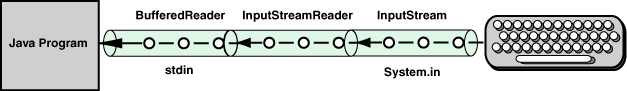 BufferedReader InputStreamReader InputStream
Java Program
stdin System.in